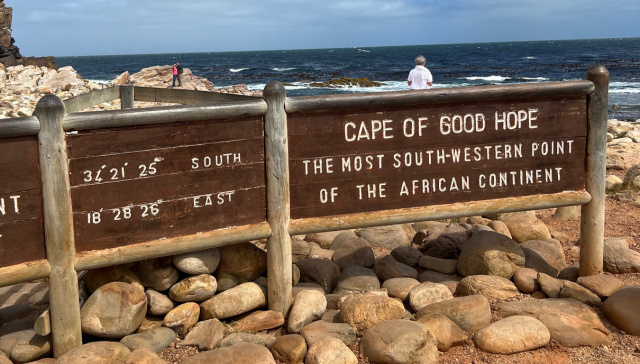 NT
34° 21' 25" SOUTH
18° 28' 26" EAST
CAPE OF GOOD HOPE
THE MOST SOUTH-WESTERN POINT
OF THE AFRICAN CONTINENT